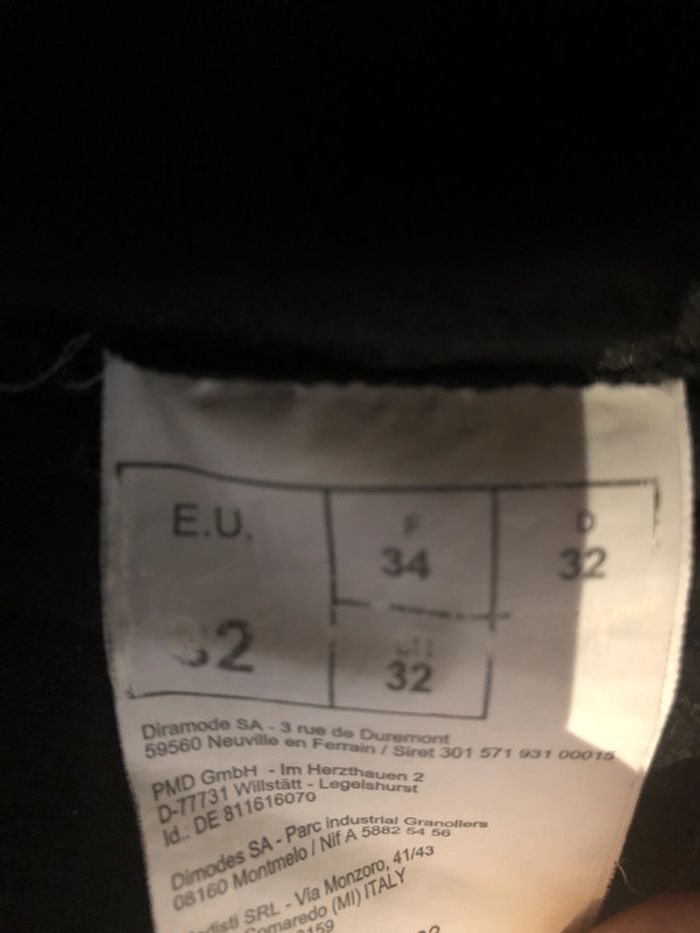 E.U.
F
D
34
32
32
32
Diramode SA - 3 rue de Duremont
59560 Neuville en Ferrain / Siret 301 571 931 00015
PMD GmbH - Im Herzthauen 2
D-77731 Willstätt - Legelshurst
Id.: DE 811616070
Dimodes SA - Parc industrial Granollers
08160 Montmelo / Nif A 5882 54 56
SRL - Via Monzoro, 41/43
(MI) ITALY